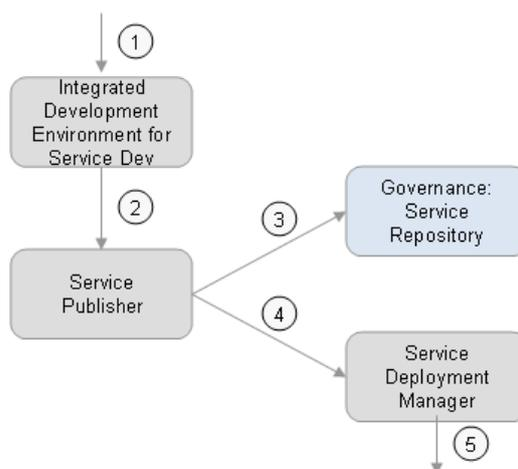 1
Integrated
Development
Environment for
Service Dev
2
3
Governance:
Service
Repository
Service
Publisher
4
Service
Deployment
Manager
5